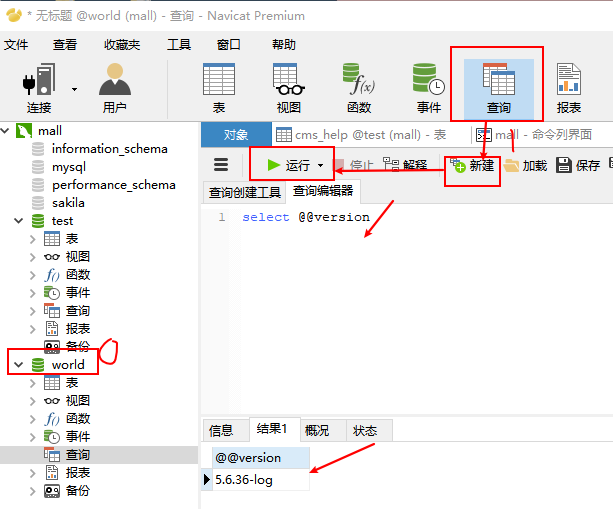 * 无标题 @world (mall) - 查询 - Navicat Premium
文件 查看 收藏夹 工具 窗口 帮助
连接 用户 表 视图 函数 事件 查询 报表
mall
information_schema
mysql
performance_schema
sakila
test
表
视图
函数
事件
查询
报表
备份
world
表
视图
函数
事件
查询
报表
备份
对象 cms_help @test (mall) - 表 mall - 命令列界面
运行 停止 解释 新建 加载 保存
查询创建工具 查询编辑器
1 select @@version
信息 结果1 概况 状态
@@version
5.6.36-log